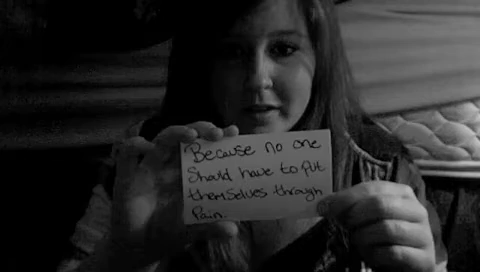 Because no one
Should have to put
themselves through
Pain.